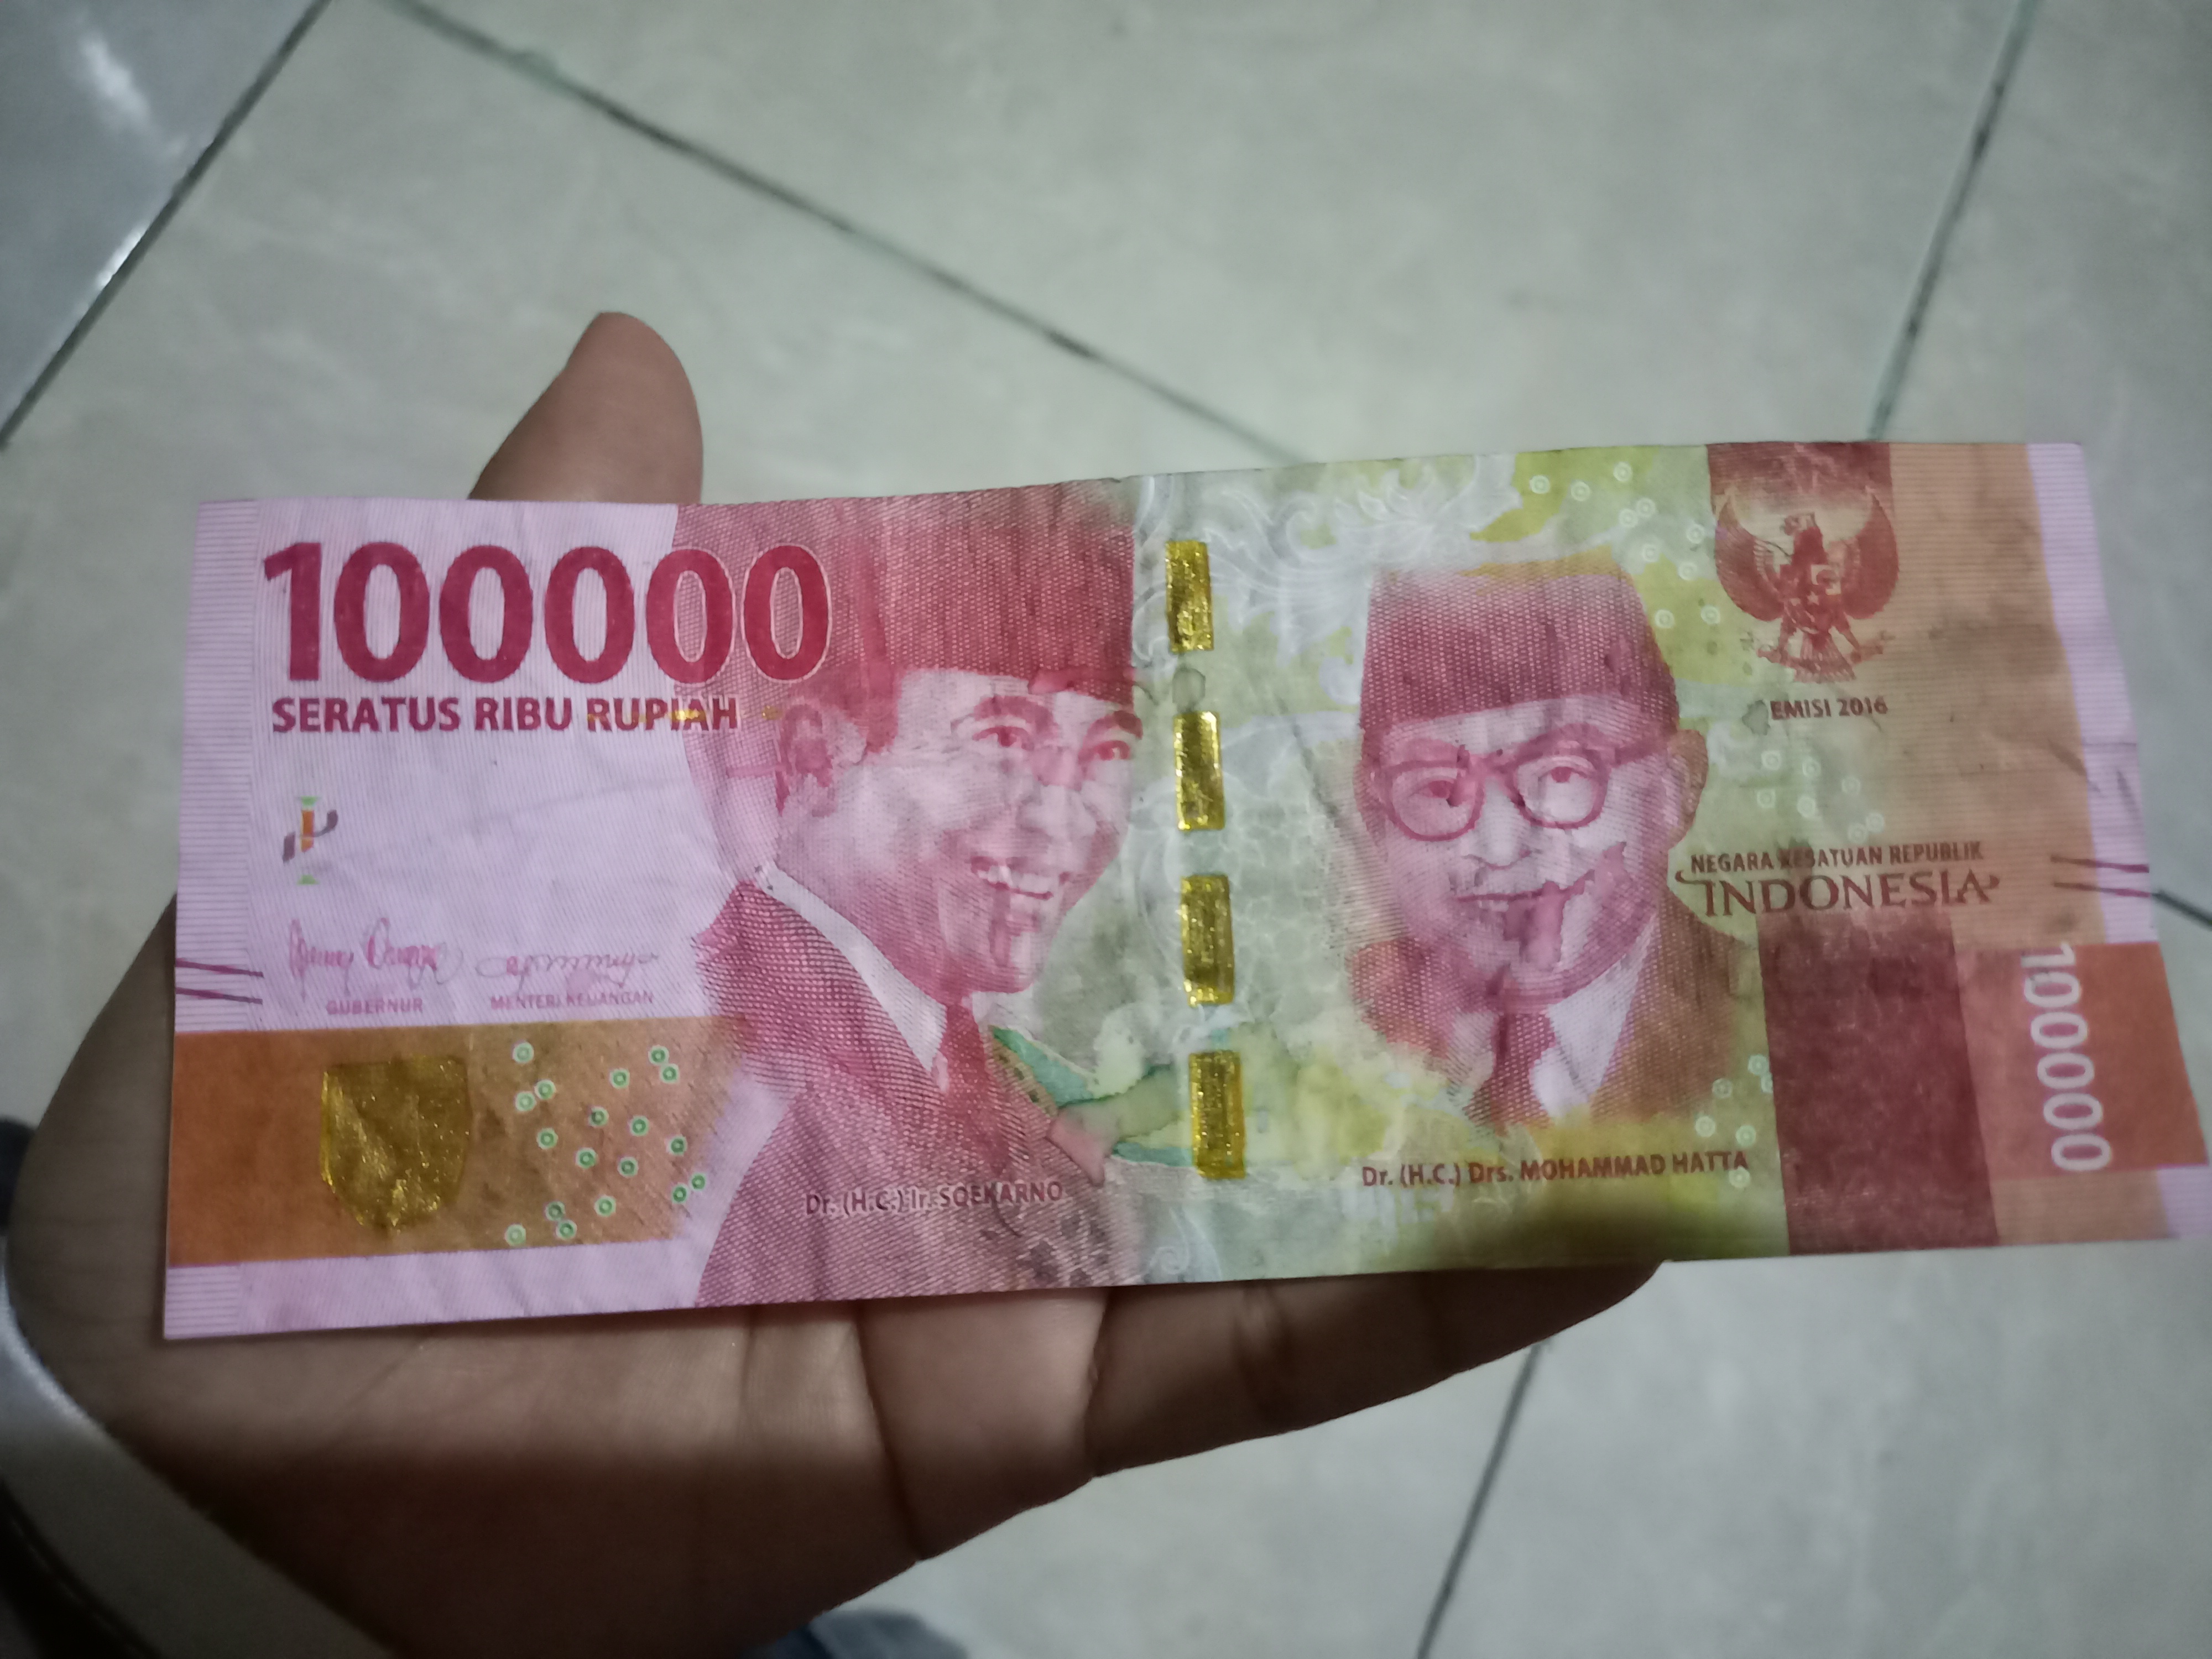 100000
SERATUS RIBU RUPIAH
GUBERNUR
MENTERI KEUANGAN
Dr. (H.C.) Ir. SOEKARNO
Dr. (H.C.) Drs. MOHAMMAD HATTA
EMISI 2016
NEGARA KESATUAN REPUBLIK
INDONESIA
100000